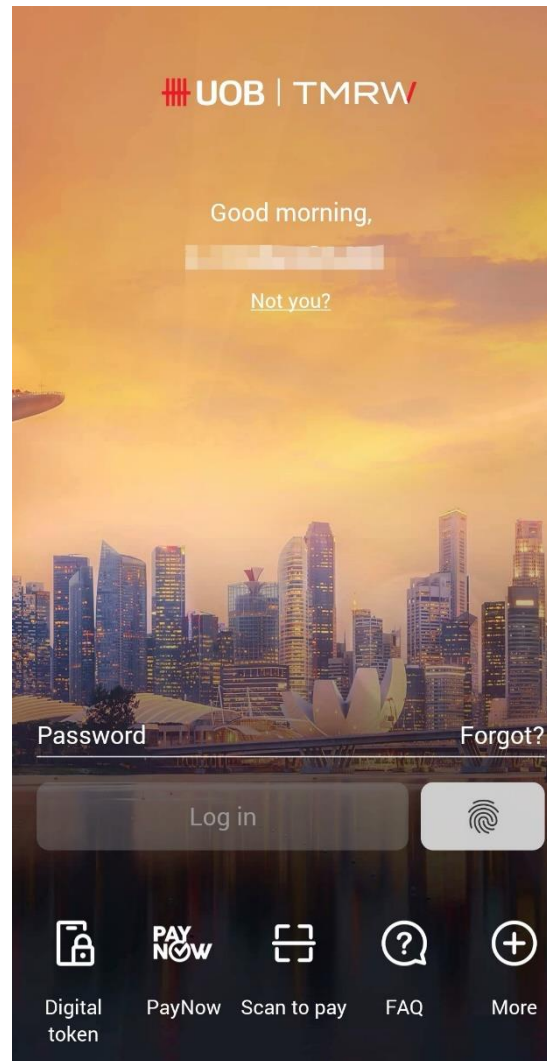 UOB | TMRW
Good morning,
Not you?
Password Forgot?
Log in
PAY NOW
Digital token PayNow Scan to pay FAQ More